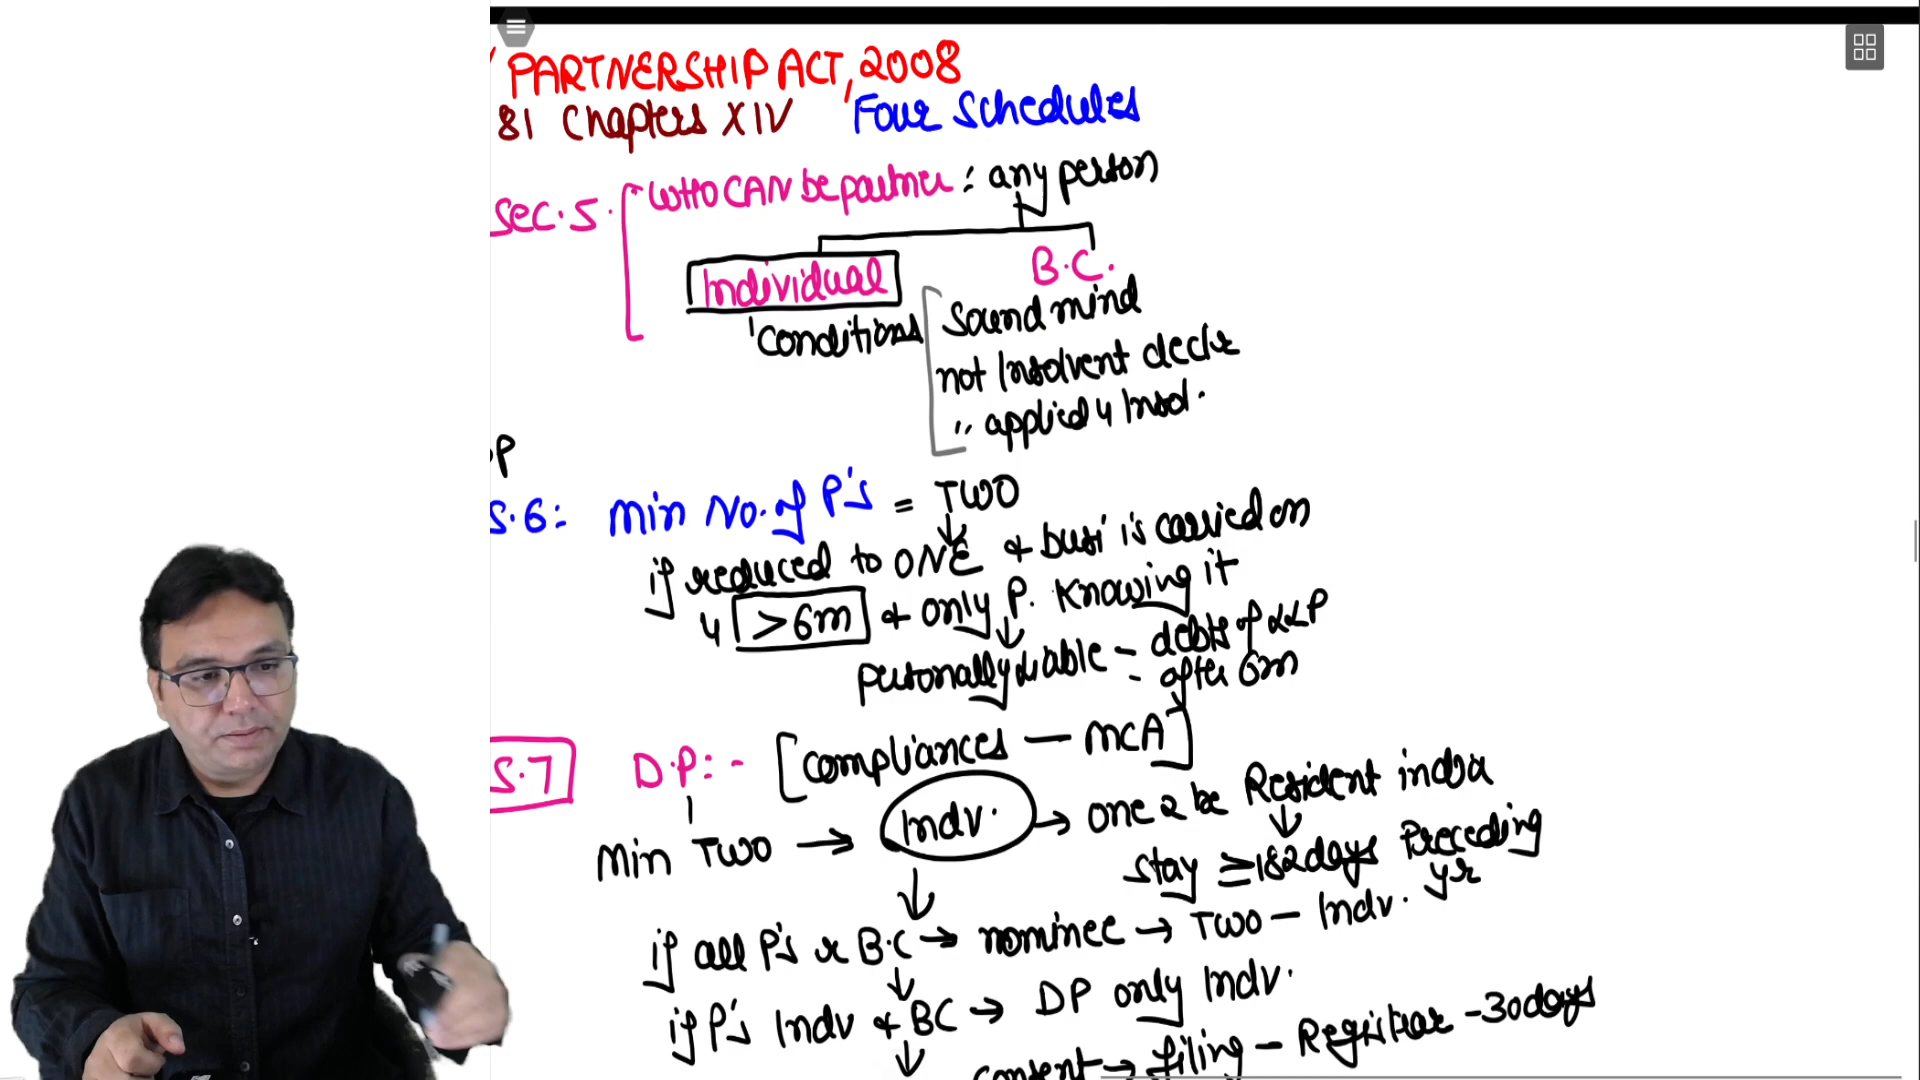 PARTNERSHIP ACT, 2008
81 Chapters XIV Four Schedules
Sec.5. WHO CAN be partner : any person
Individual B.C.
Conditions Sound mind
not Insolvent declr
" applied 4 Insol.
P
S.6: Min No. of P's = TWO
if reduced to ONE & busi is carried on
4 >6m & only P. Knowing it
personally liable - debts of LLP
- after 6m
S.7 D.P:- [Compliances — MCA]
Min TWO → Indv. → one 2 be Resident india
stay ≥182days Preceding yr
if all P's r B.C → nominee → TWO - Indv.
if P's Indv & BC → DP only Indv.
consent → filing - Registrar - 30days